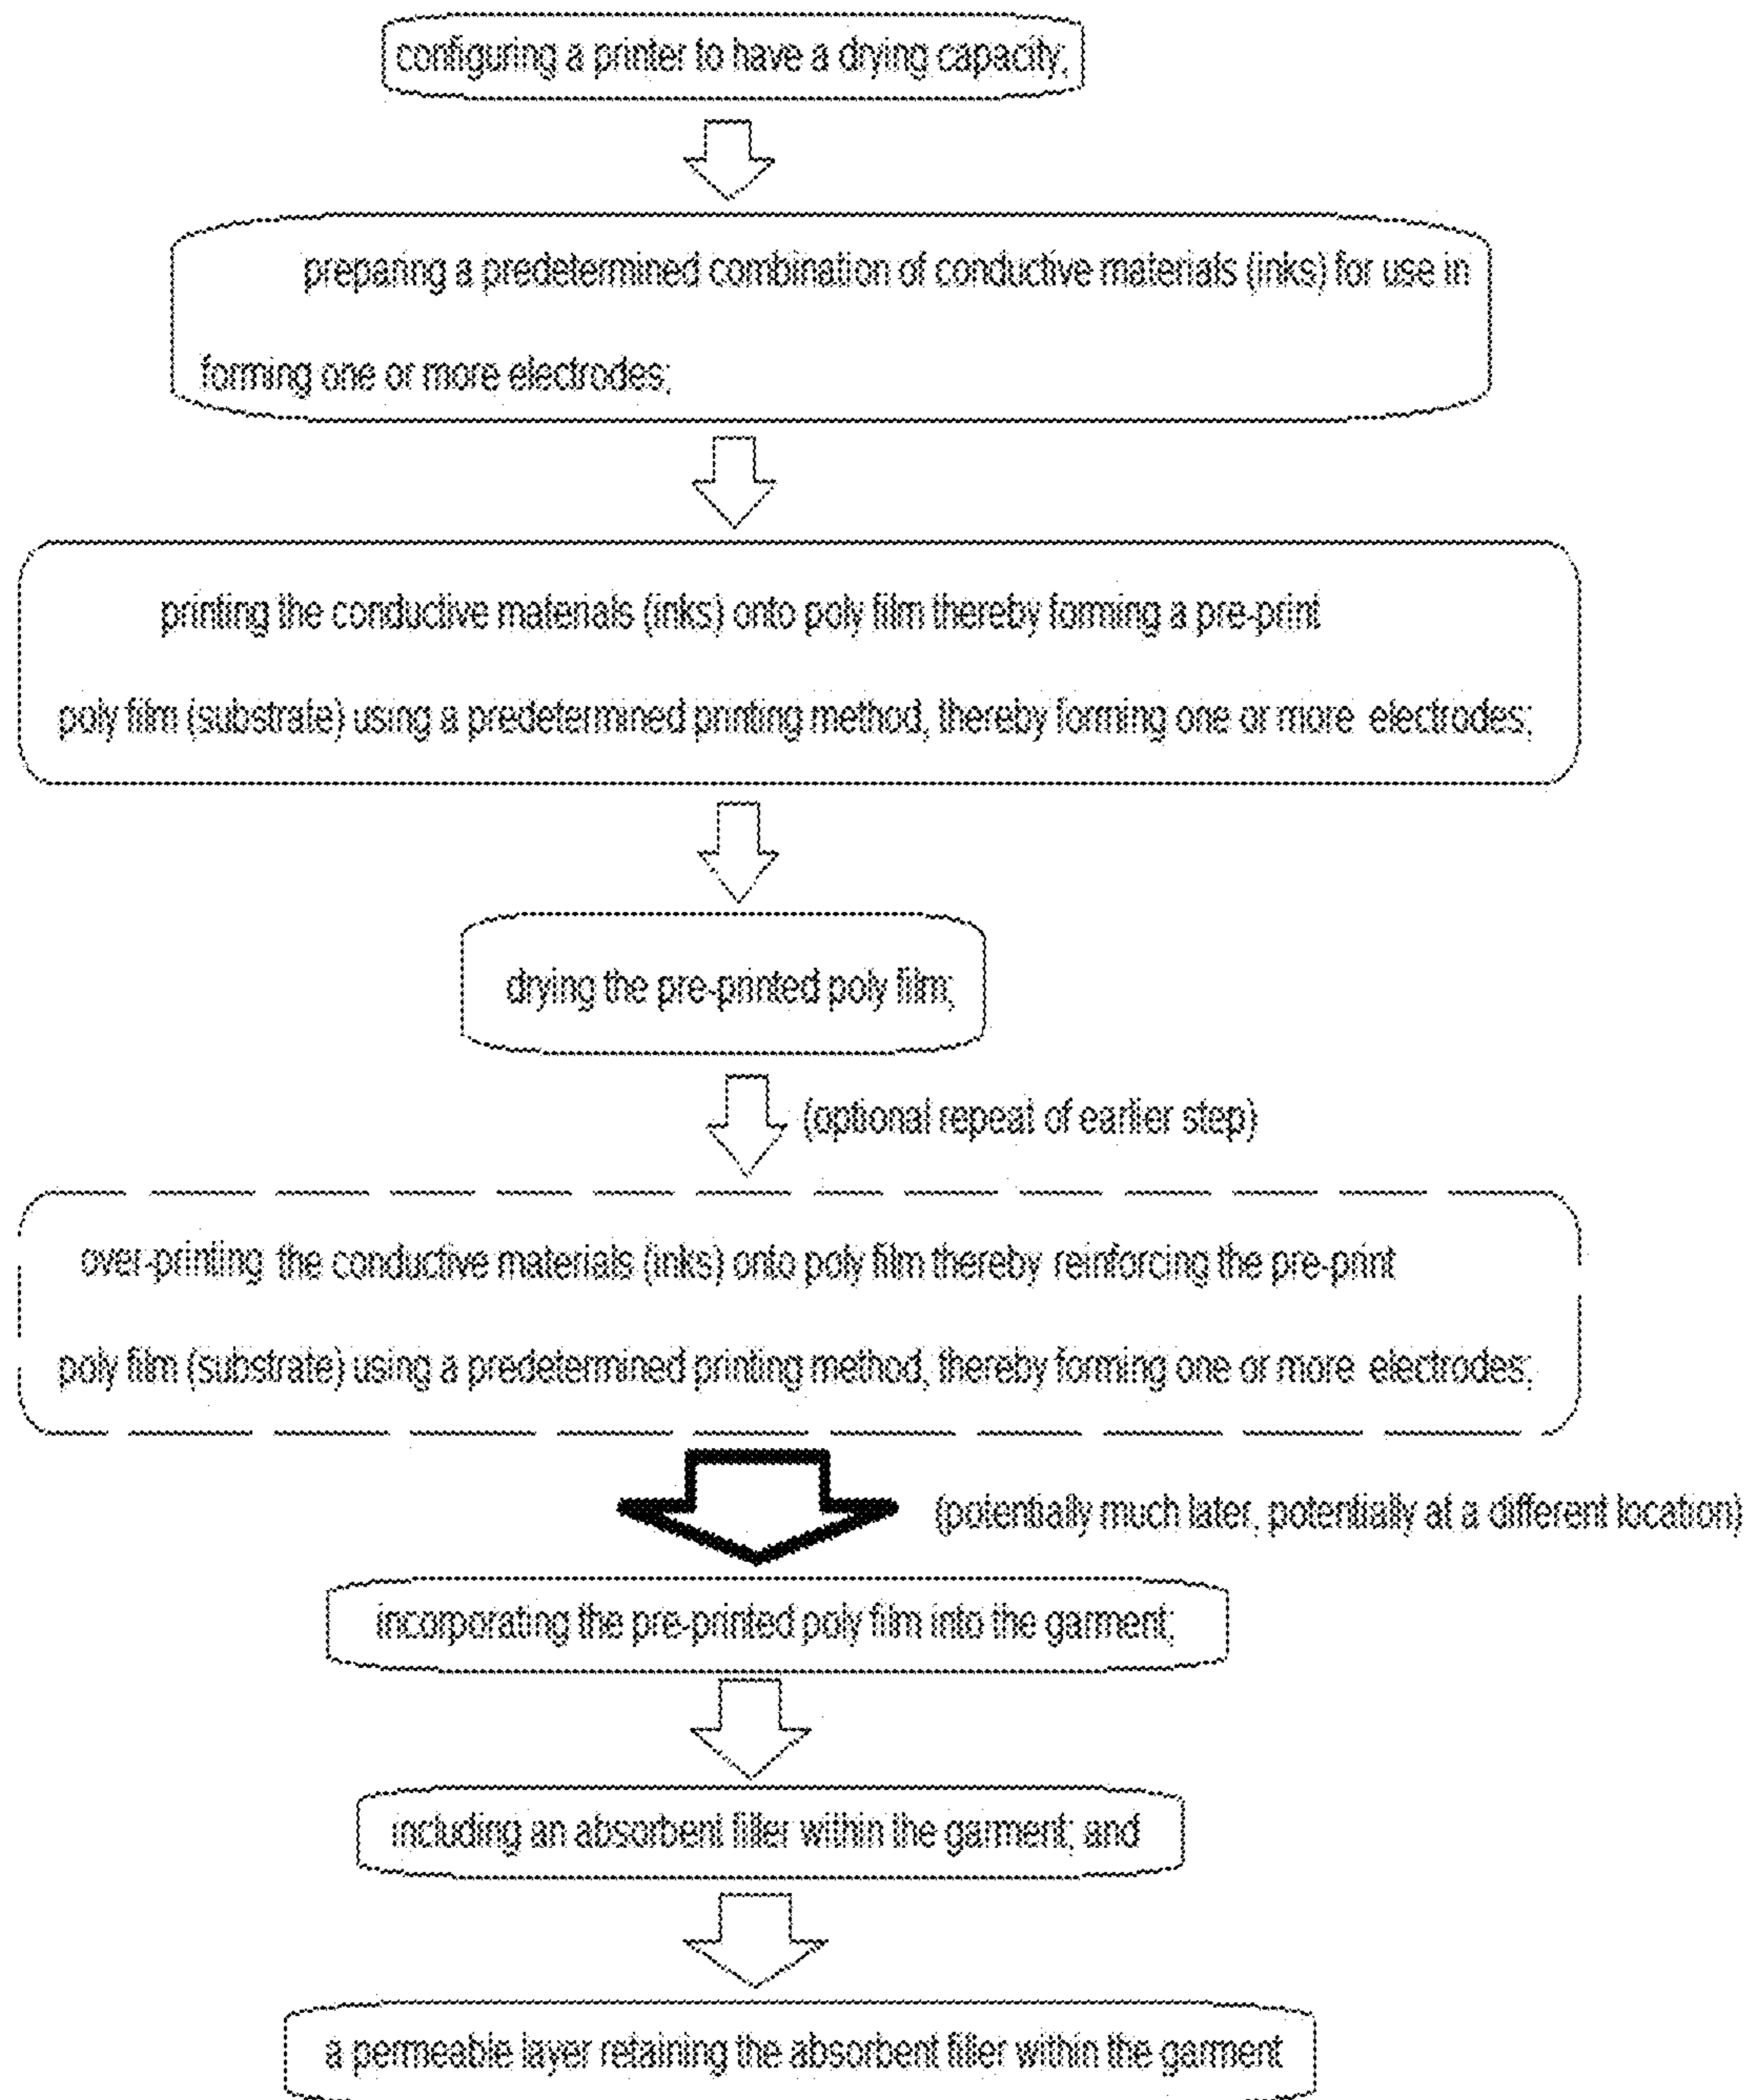 configuring a printer to have a drying capacity;
preparing a predetermined combination of conductive materials (inks) for use in
forming one or more electrodes;
printing the conductive materials (inks) onto poly film thereby forming a pre-print
poly film (substrate) using a predetermined printing method, thereby forming one or more electrodes;
drying the pre-printed poly film;
(optional repeat of earlier step)
over-printing the conductive materials (inks) onto poly film thereby reinforcing the pre-print
poly film (substrate) using a predetermined printing method, thereby forming one or more electrodes;
(potentially much later, potentially at a different location)
incorporating the pre-printed poly film into the garment;
including an absorbent filler within the garment; and
a permeable layer retaining the absorbent filler within the garment